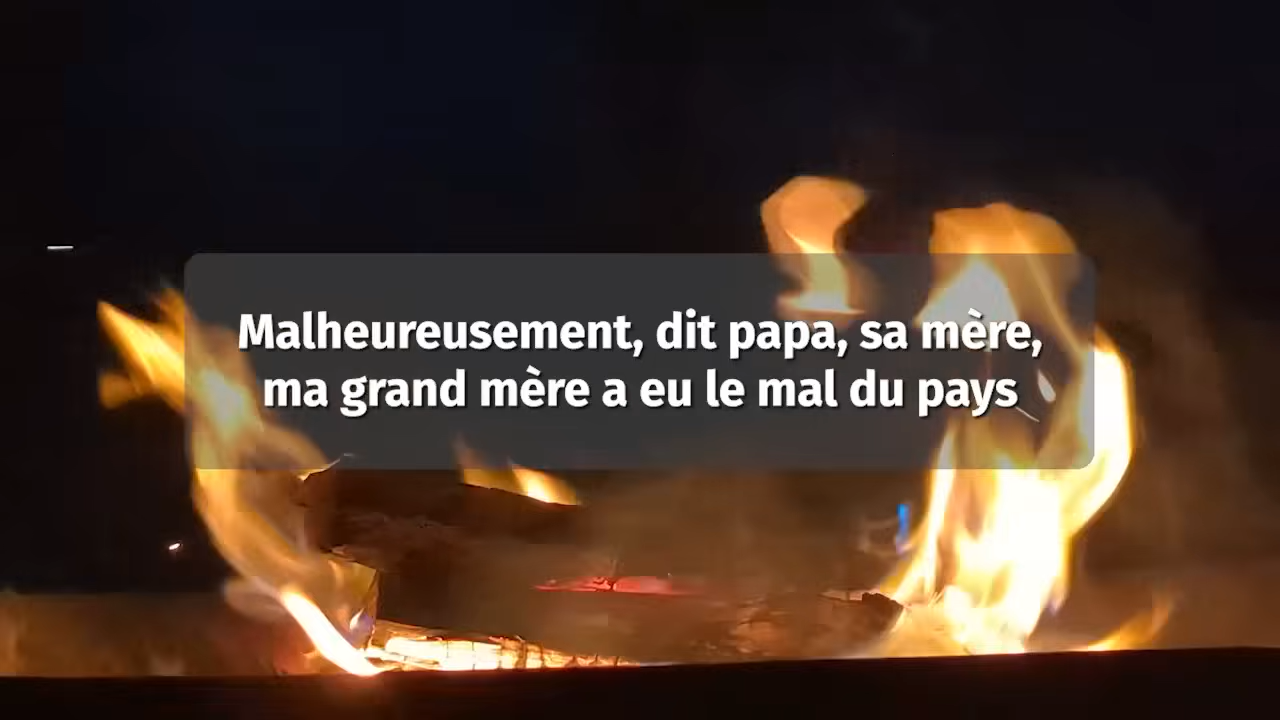 Malheureusement, dit papa, sa mère,
ma grand mère a eu le mal du pays